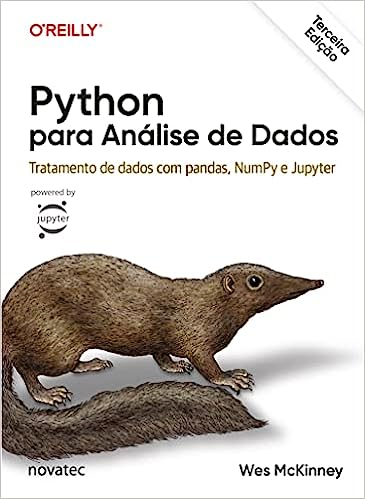 O'REILLY®
Terceira
Edição
Python
para Análise de Dados
Tratamento de dados com pandas, NumPy e Jupyter
powered by
jupyter
novatec
Wes McKinney